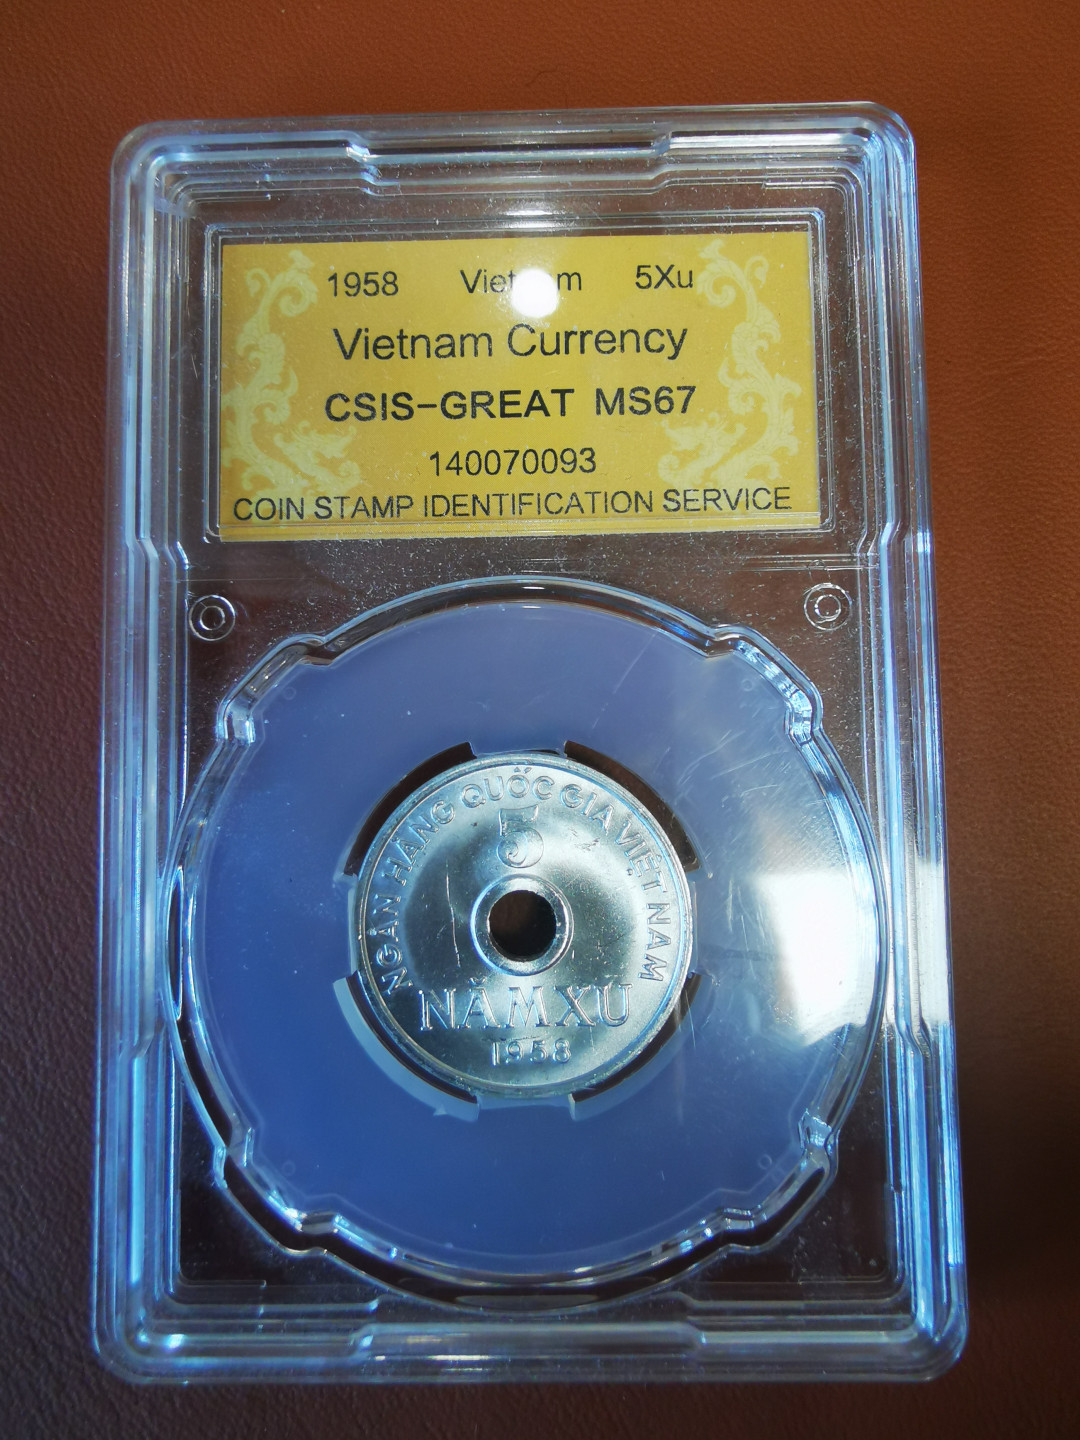 1958 Vietnam 5Xu
Vietnam Currency
CSIS-GREAT MS67
140070093
COIN STAMP IDENTIFICATION SERVICE
NGÂN HÀNG QUỐC GIA VIỆT NAM
5
NĂM XU
1958